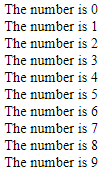 The number is 0
The number is 1
The number is 2
The number is 3
The number is 4
The number is 5
The number is 6
The number is 7
The number is 8
The number is 9